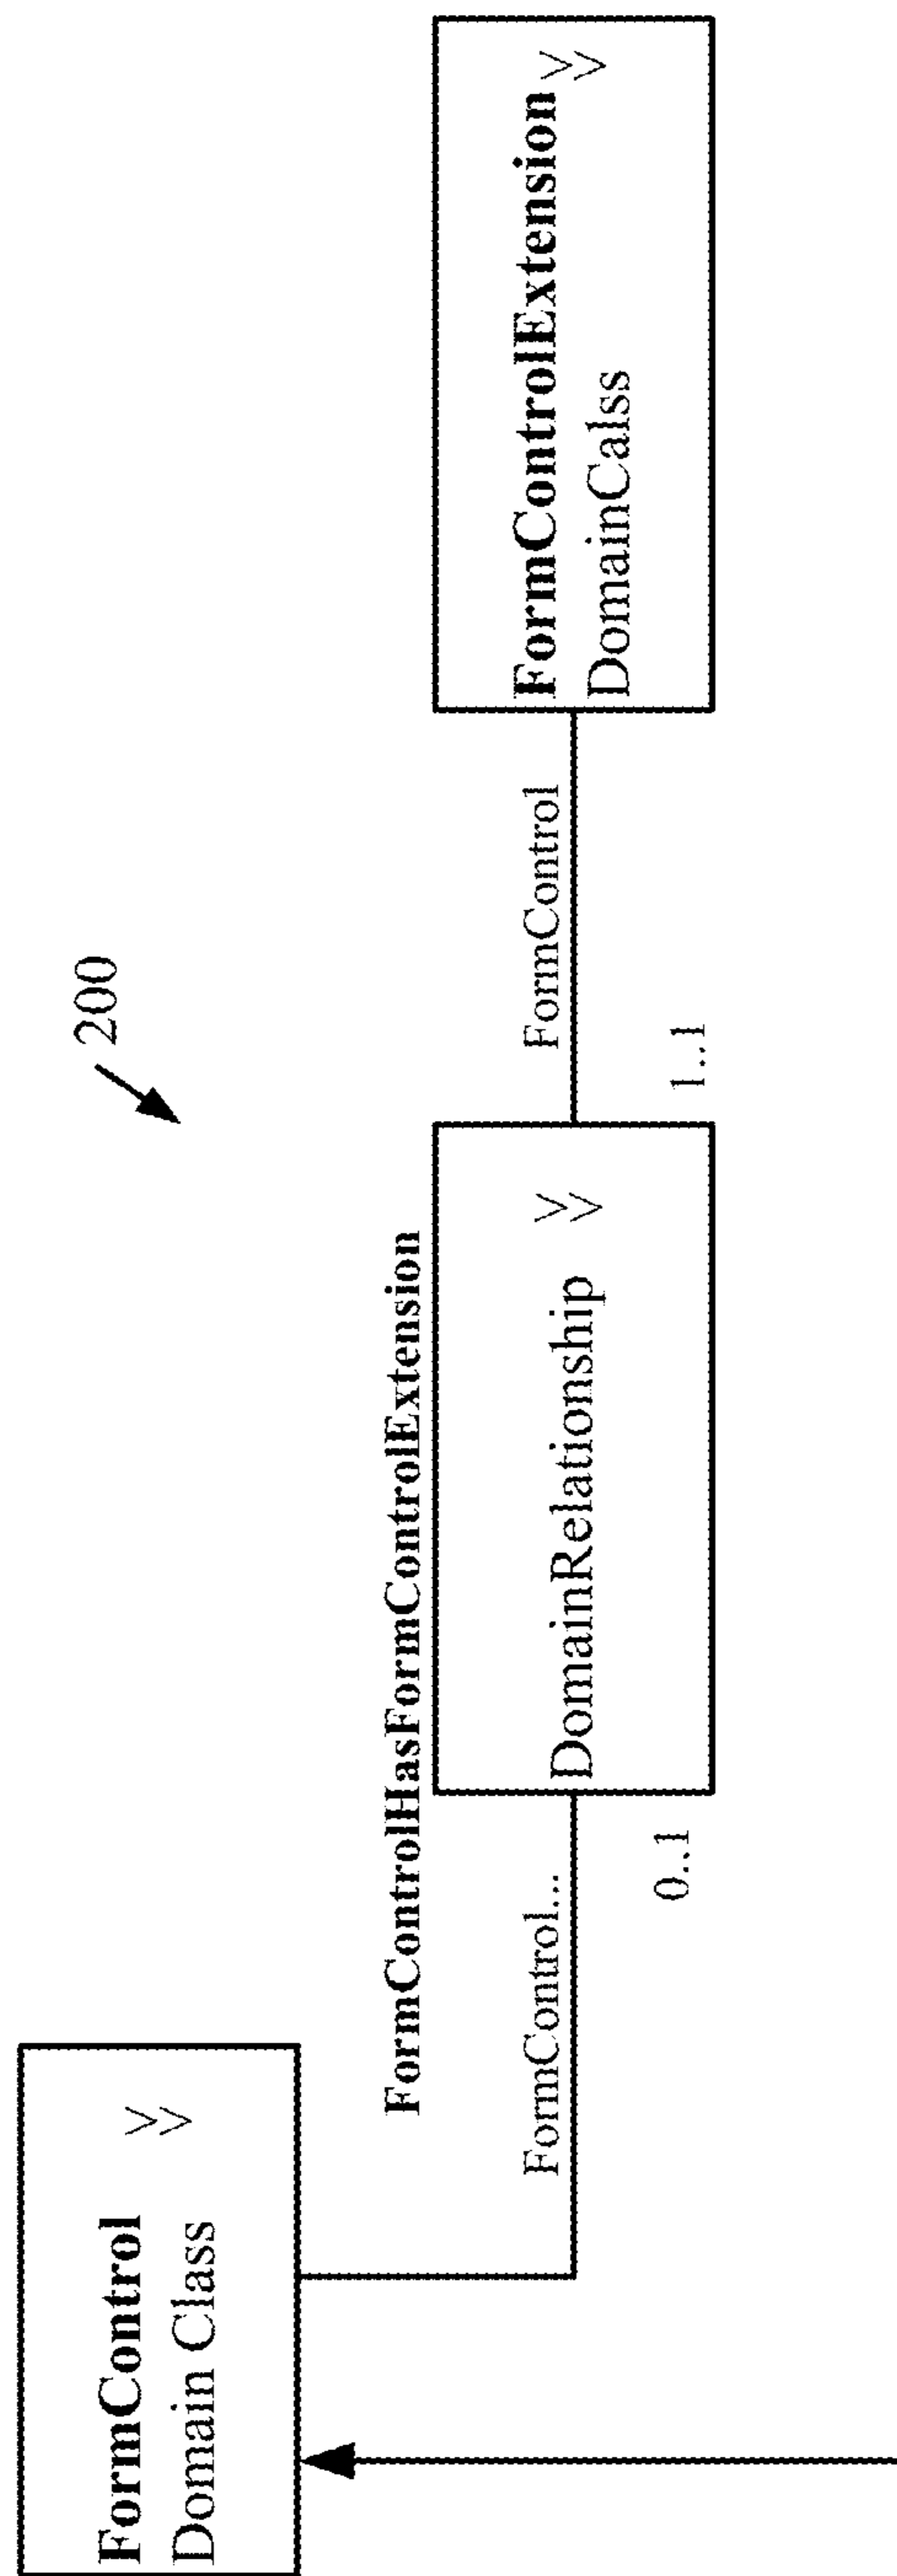 200
FormControl
Domain Class
FormControlHasFormControlExtension
FormControl...
0..1
DomainRelationship
FormControl
1..1
FormControlExtension
DomainCalss